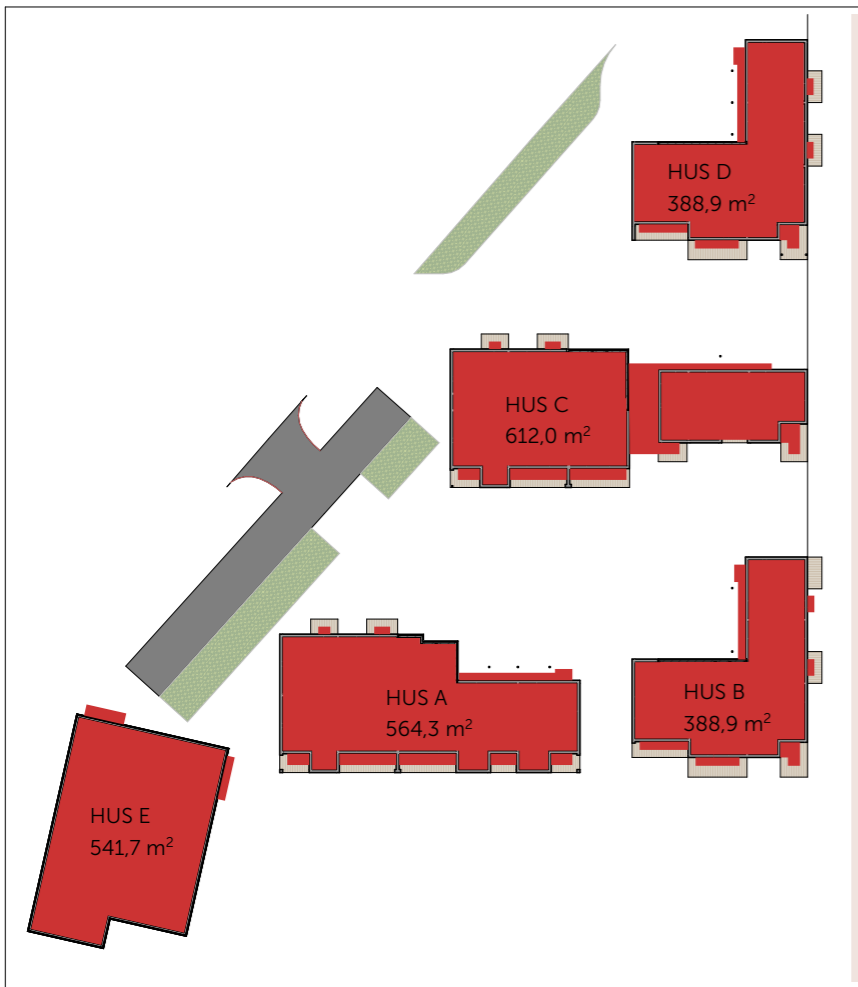 HUS D
388,9 m²
HUS C
612,0 m²
HUS B
388,9 m²
HUS A
564,3 m²
HUS E
541,7 m²